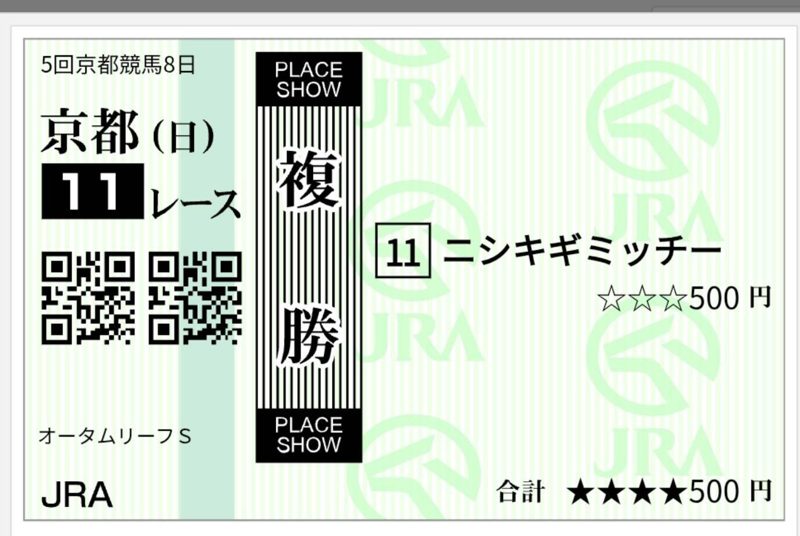 5回京都競馬8日
京都(日)
11レース
オータムリーフS
JRA
PLACE
SHOW
複
勝
PLACE
SHOW
11 ニシキギミッチー
☆☆☆500円
合計 ★★★★500円
JRA
JRA
JRA
JRA
JRA